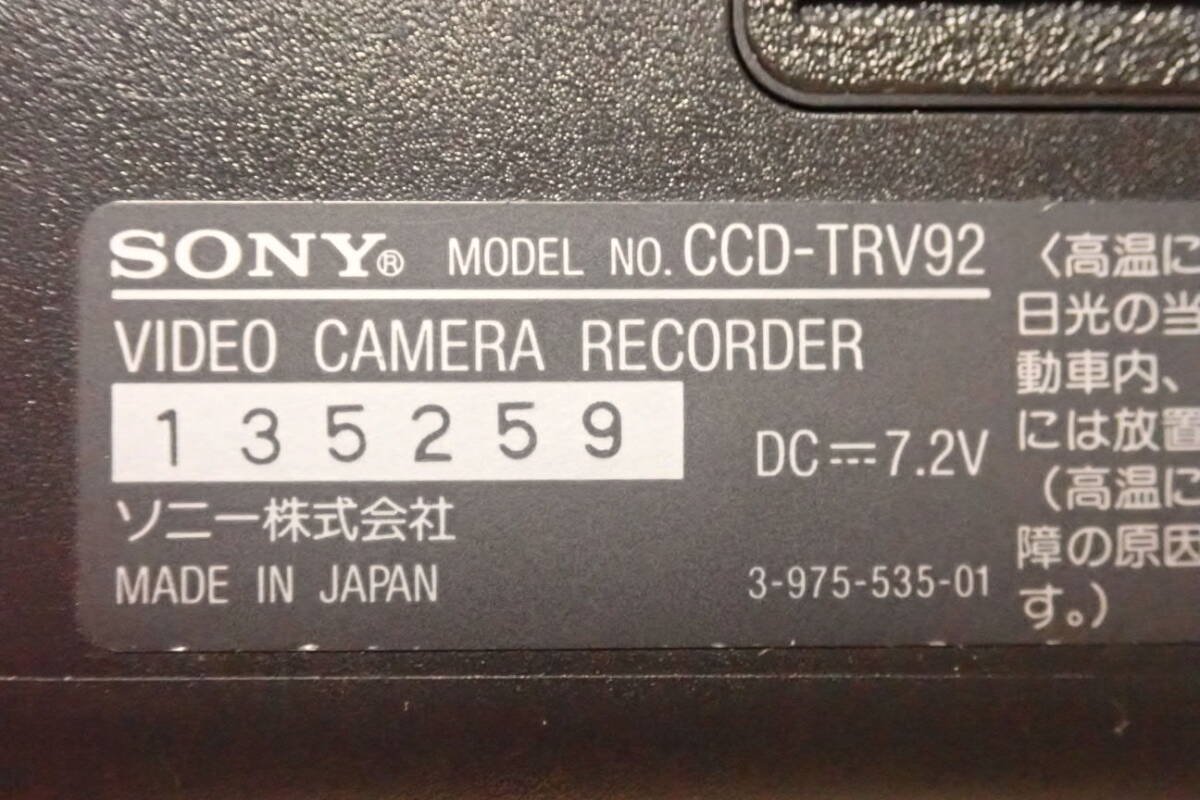 SONY® MODEL NO. CCD-TRV92
VIDEO CAMERA RECORDER
135259
DC⎓7.2V
ソニー株式会社
MADE IN JAPAN
3-975-535-01
〈高温に
日光の当
動車内、
には放置
（高温に
障の原因
す。）